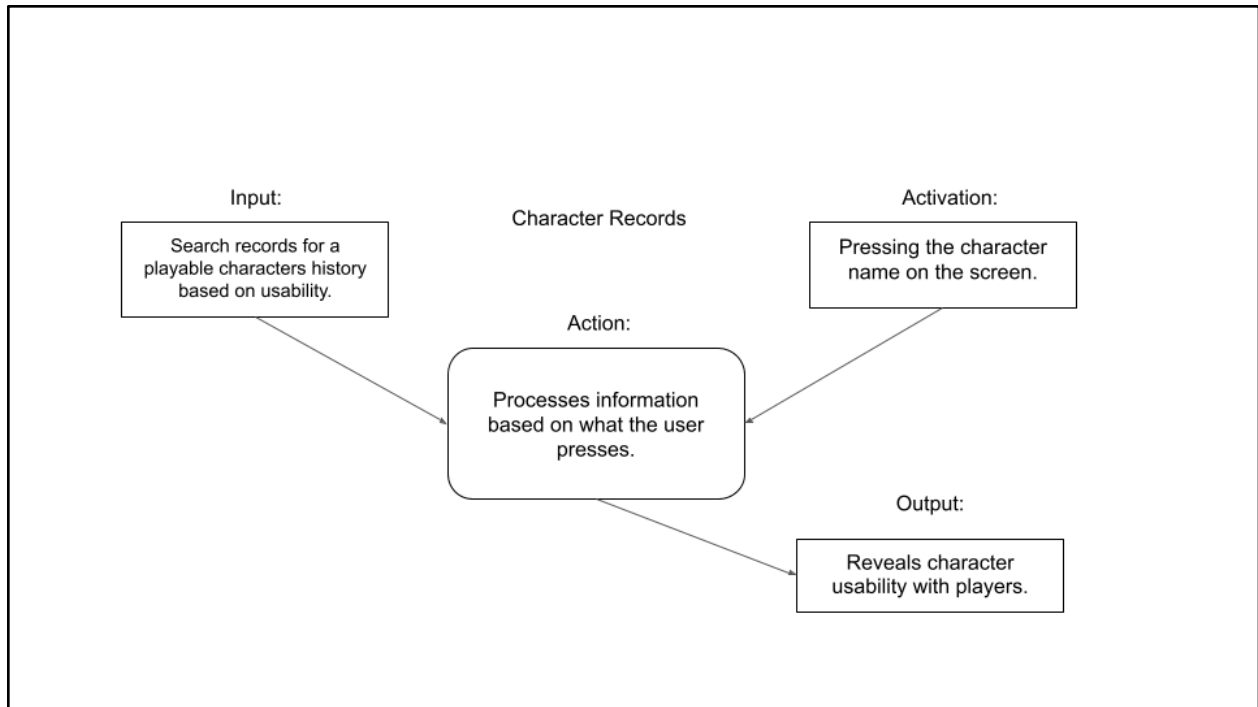 Input:
Search records for a
playable characters history
based on usability.
Character Records
Activation:
Pressing the character
name on the screen.
Action:
Processes information
based on what the user
presses.
Output:
Reveals character
usability with players.